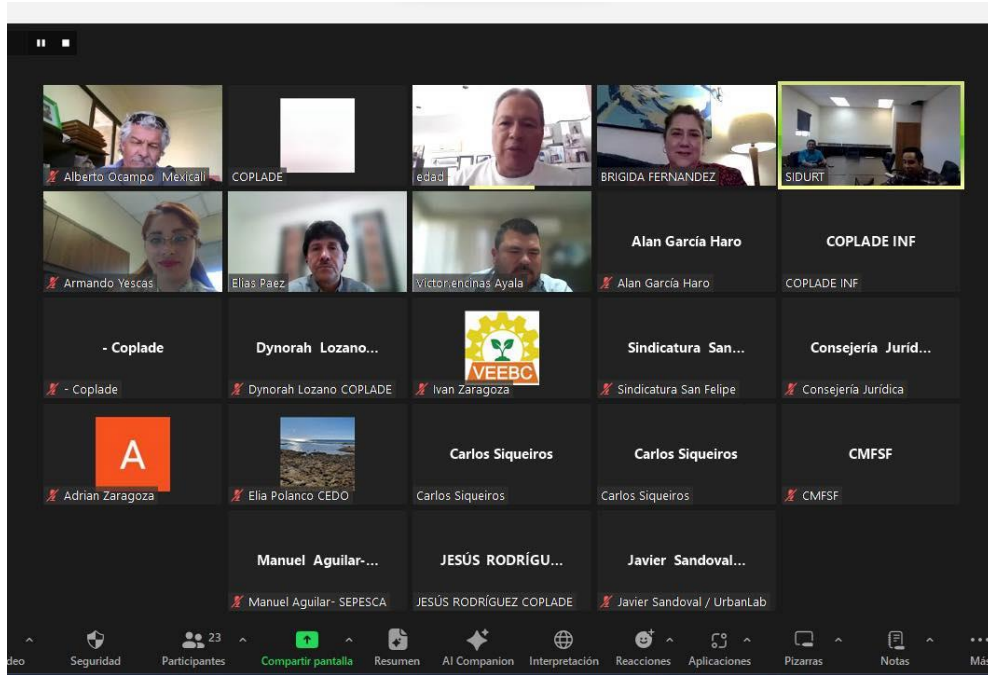 Alberto Ocampo Mexicali
COPLADE
edad
BRIGIDA FERNANDEZ
SIDURT
Armando Yescas
Elias Paez
Victor.encinas Ayala
Alan García Haro
Alan García Haro
COPLADE INF
COPLADE INF
- Coplade
- Coplade
Dynorah Lozano...
Dynorah Lozano COPLADE
VEEBC
Ivan Zaragoza
Sindicatura San...
Sindicatura San Felipe
Consejería Juríd...
Consejería Jurídica
A
Adrian Zaragoza
Elia Polanco CEDO
Carlos Siqueiros
Carlos Siqueiros
Carlos Siqueiros
Carlos Siqueiros
CMFSF
CMFSF
Manuel Aguilar-...
Manuel Aguilar- SEPESCA
JESÚS RODRÍGU...
JESÚS RODRÍGUEZ COPLADE
Javier Sandoval...
Javier Sandoval / UrbanLab
deo
Seguridad
23
Participantes
Compartir pantalla
Resumen
AI Companion
Interpretación
Reacciones
Aplicaciones
Pizarras
Notas
Más